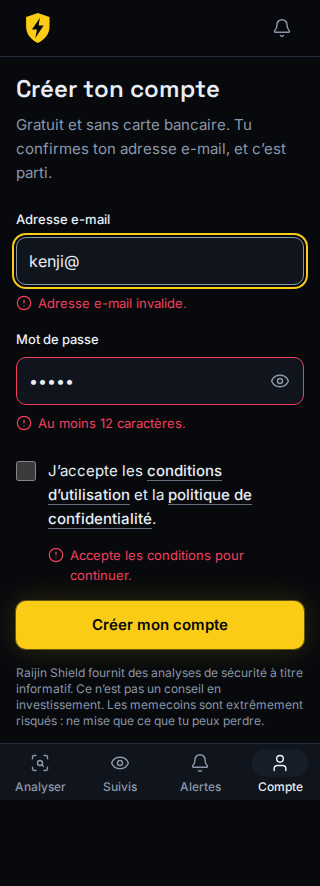 Créer ton compte
Gratuit et sans carte bancaire. Tu
confirmes ton adresse e-mail, et c’est
parti.
Adresse e-mail
kenji@
Adresse e-mail invalide.
Mot de passe
•••••
Au moins 12 caractères.
J’accepte les conditions
d’utilisation et la politique de
confidentialité.
Accepte les conditions pour
continuer.
Créer mon compte
Raijin Shield fournit des analyses de sécurité à titre
informatif. Ce n’est pas un conseil en
investissement. Les memecoins sont extrêmement
risqués : ne mise que ce que tu peux perdre.
Analyser Suivis Alertes Compte